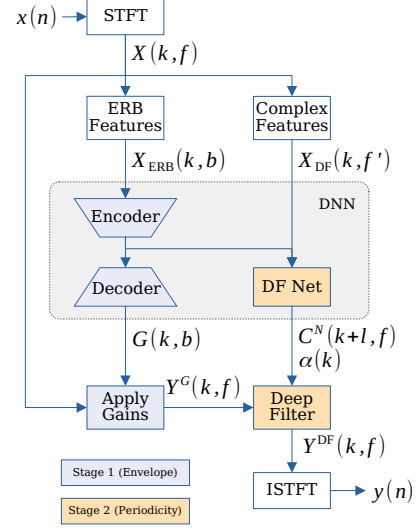 x(n)
STFT
X(k,f)
ERB
Features
Complex
Features
X_ERB(k,b)
X_DF(k,f')
DNN
Encoder
Decoder
DF Net
G(k,b)
C^N(k+l,f)
α(k)
Apply
Gains
Y^G(k,f)
Deep
Filter
Y^DF(k,f)
Stage 1 (Envelope)
Stage 2 (Periodicity)
ISTFT
y(n)